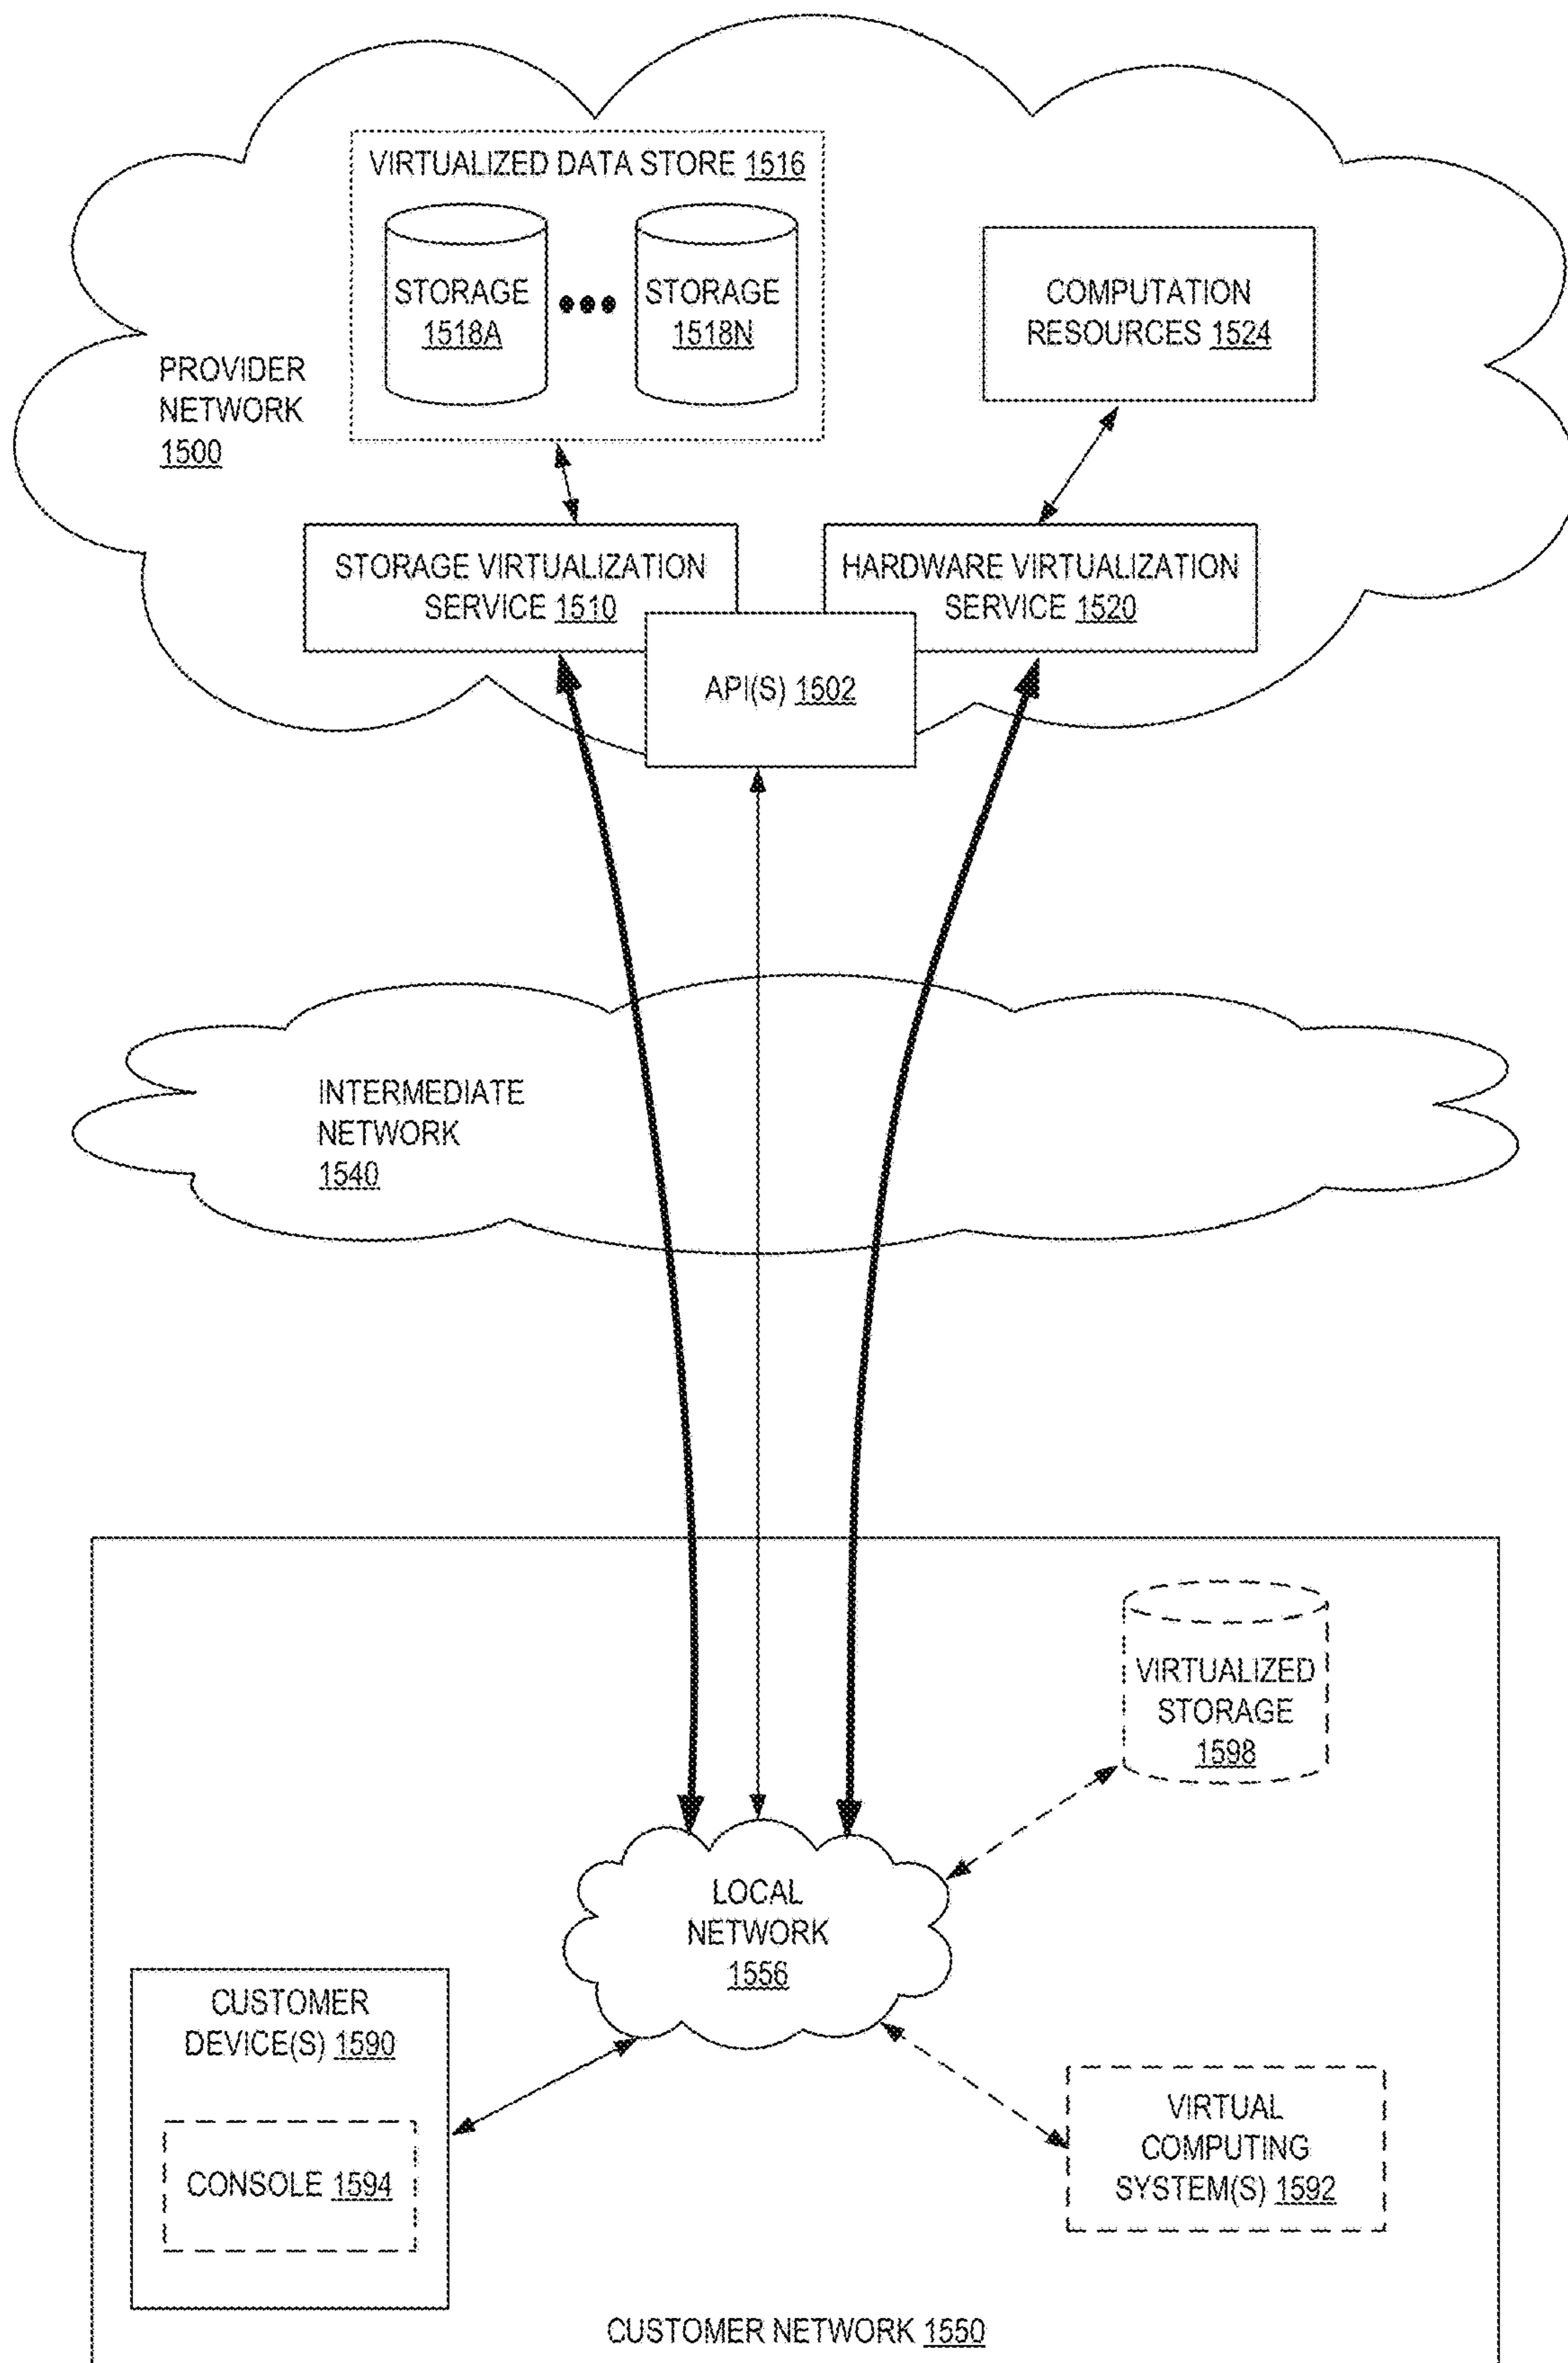 VIRTUALIZED DATA STORE 1516
STORAGE
1518A
STORAGE
1518N
COMPUTATION
RESOURCES 1524
PROVIDER
NETWORK
1500
STORAGE VIRTUALIZATION
SERVICE 1510
HARDWARE VIRTUALIZATION
SERVICE 1520
API(S) 1502
INTERMEDIATE
NETWORK
1540
VIRTUALIZED
STORAGE
1598
LOCAL
NETWORK
1556
CUSTOMER
DEVICE(S) 1590
CONSOLE 1594
VIRTUAL
COMPUTING
SYSTEM(S) 1592
CUSTOMER NETWORK 1550